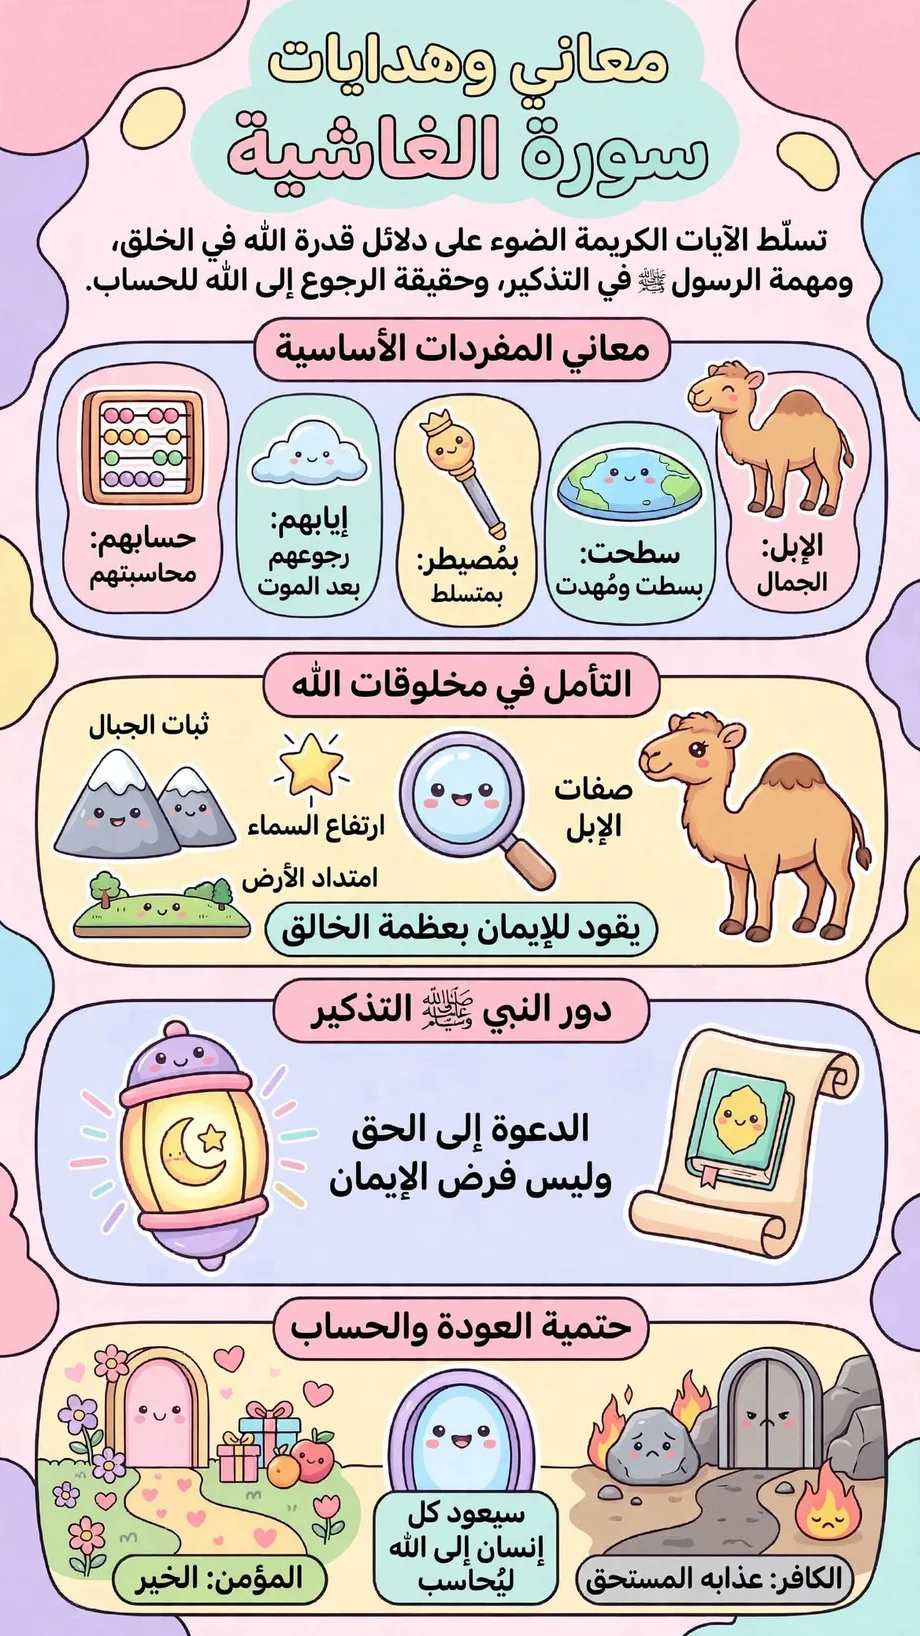 معاني وهدايات
سورة الغاشية
تسلّط الآيات الكريمة الضوء على دلائل قدرة الله في الخلق،
ومهمة الرسول ﷺ في التذكير، وحقيقة الرجوع إلى الله للحساب.
معاني المفردات الأساسية
الإبل:
الجمال
سطحت:
بسطت ومُهدت
بمُصيطر:
بمتسلط
إيابهم:
رجوعهم
بعد الموت
حسابهم:
محاسبتهم
التأمل في مخلوقات الله
صفات
الإبل
ارتفاع السماء
ثبات الجبال
امتداد الأرض
يقود للإيمان بعظمة الخالق
دور النبي ﷺ التذكير
الدعوة إلى الحق
وليس فرض الإيمان
حتمية العودة والحساب
الكافر: عذابه المستحق
سيعود كل
إنسان إلى الله
ليُحاسب
المؤمن: الخير